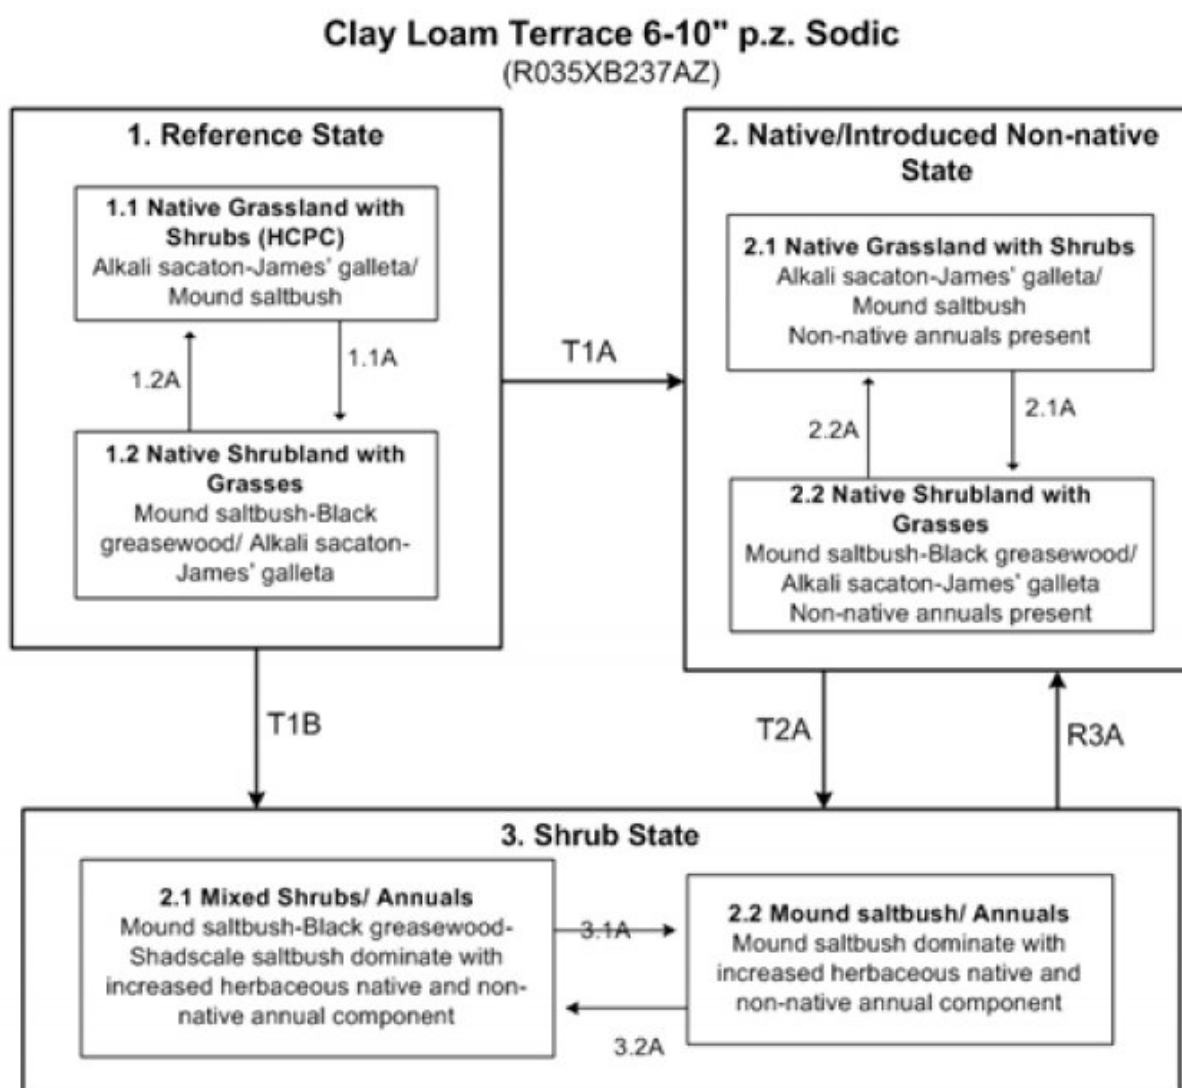 Clay Loam Terrace 6-10" p.z. Sodic
(R035XB237AZ)
1. Reference State
1.1 Native Grassland with
Shrubs (HCPC)
Alkali sacaton-James' galleta/
Mound saltbush
1.2A
1.1A
1.2 Native Shrubland with
Grasses
Mound saltbush-Black
greasewood/ Alkali sacaton-
James' galleta
T1A
2. Native/Introduced Non-native
State
2.1 Native Grassland with Shrubs
Alkali sacaton-James' galleta/
Mound saltbush
Non-native annuals present
2.2A
2.1A
2.2 Native Shrubland with
Grasses
Mound saltbush-Black greasewood/
Alkali sacaton-James' galleta
Non-native annuals present
T1B
T2A
R3A
3. Shrub State
2.1 Mixed Shrubs/ Annuals
Mound saltbush-Black greasewood-
Shadscale saltbush dominate with
increased herbaceous native and non-
native annual component
3.1A
3.2A
2.2 Mound saltbush/ Annuals
Mound saltbush dominate with
increased herbaceous native and
non-native annual component